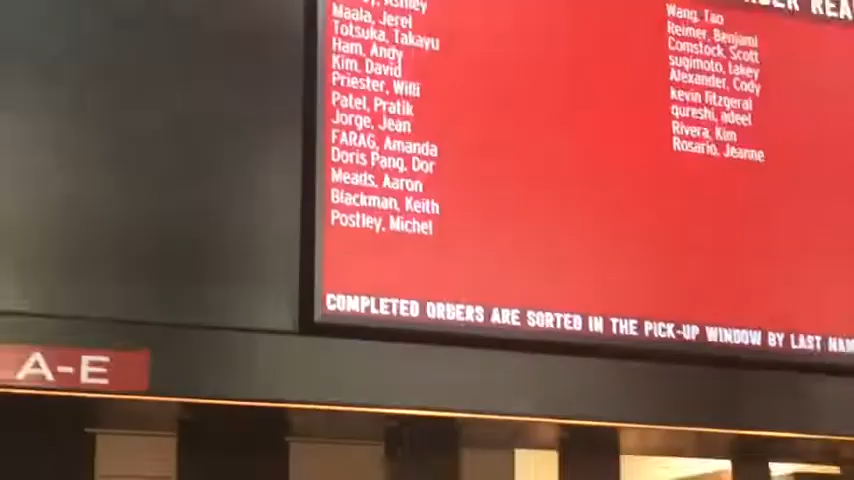 Ashley
Maala, Jerel
Totsuka, Takayu
Ham, Andy
Kim, David
Priester, Willi
Patel, Pratik
Jorge, Jean
FARAG, Amanda
Doris Pang, Dor
Meads, Aaron
Blackman, Keith
Postley, Michel
Wang, Tao
Reimer, Benjami
Comstock, Scott
sugimoto, lakey
Alexander, Cody
kevin fitzgeral
qureshi, adeel
Rivera, Kim
Rosario, Jeanne
COMPLETED ORDERS ARE SORTED IN THE PICK-UP WINDOW BY LAST NAM
A-E